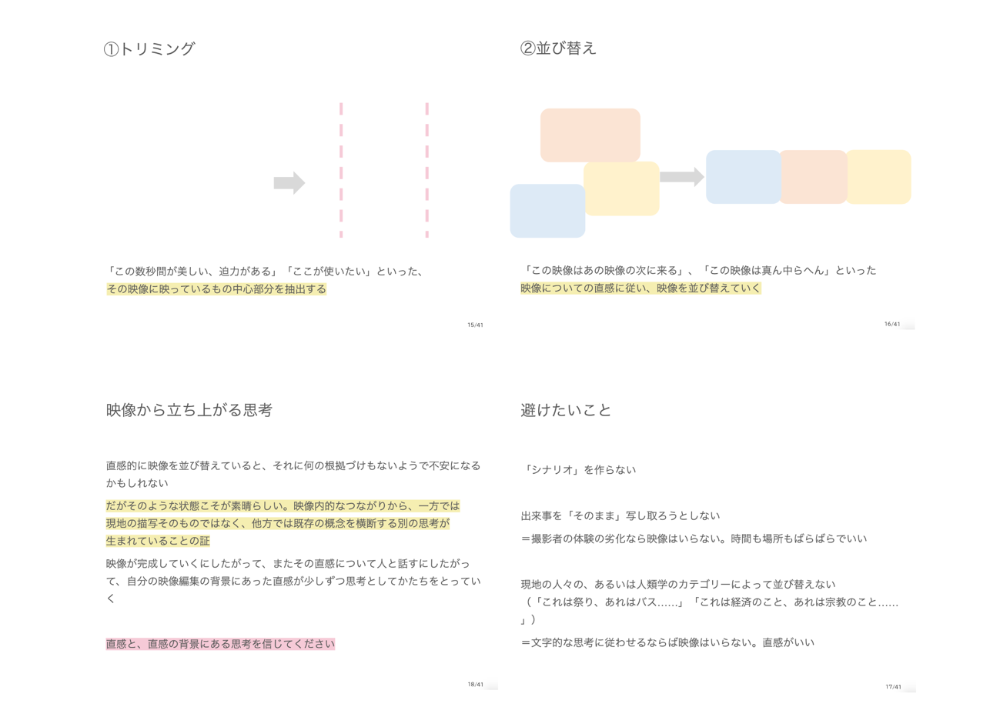 ①トリミング
「この数秒間が美しい、迫力がある」「ここが使いたい」といった、
その映像に映っているもの中心部分を抽出する
15/41
②並び替え
「この映像はあの映像の次に来る」、「この映像は真ん中らへん」といった
映像についての直感に従い、映像を並び替えていく
16/41
映像から立ち上がる思考
直感的に映像を並び替えていると、それに何の根拠づけもないようで不安になる
かもしれない
だがそのような状態こそが素晴らしい。映像内的なつながりから、一方では
現地の描写そのものではなく、他方では既存の概念を横断する別の思考が
生まれていることの証
映像が完成していくにしたがって、またその直感について人と話すにしたがっ
て、自分の映像編集の背景にあった直感が少しずつ思考としてかたちをとってい
く
直感と、直感の背景にある思考を信じてください
18/41
避けたいこと
「シナリオ」を作らない
出来事を「そのまま」写し取ろうとしない
＝撮影者の体験の劣化なら映像はいらない。時間も場所もばらばらでいい
現地の人々の、あるいは人類学のカテゴリーによって並び替えない
（「これは祭り、あれはバス……」「これは経済のこと、あれは宗教のこと……
」）
＝文字的な思考に従わせるならば映像はいらない。直感がいい
17/41